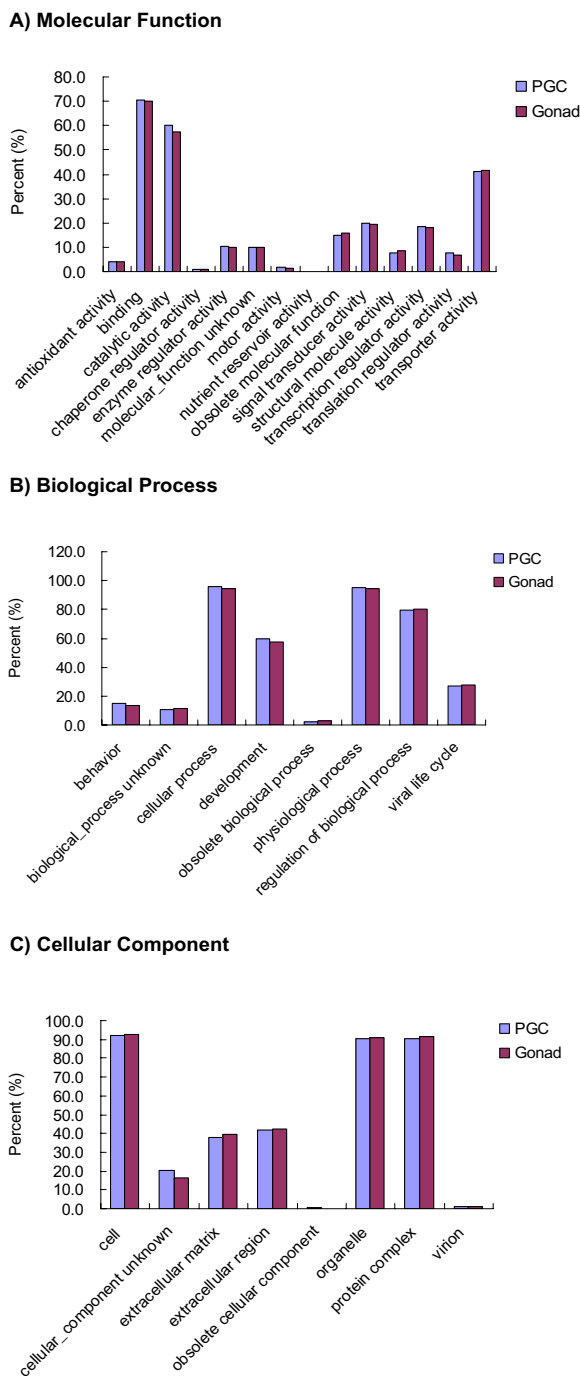 A) Molecular Function
Percent (%)
80.0
70.0
60.0
50.0
40.0
30.0
20.0
10.0
0.0
PGC
Gonad
antioxidant activity
binding
catalytic activity
chaperone regulator activity
enzyme regulator activity
molecular_function unknown
motor activity
nutrient reservoir activity
obsolete molecular function
signal transducer activity
structural molecule activity
transcription regulator activity
translation regulator activity
transporter activity
B) Biological Process
Percent (%)
120.0
100.0
80.0
60.0
40.0
20.0
0.0
PGC
Gonad
behavior
biological_process unknown
cellular process
development
obsolete biological process
physiological process
regulation of biological process
viral life cycle
C) Cellular Component
Percent (%)
100.0
90.0
80.0
70.0
60.0
50.0
40.0
30.0
20.0
10.0
0.0
PGC
Gonad
cell
cellular_component unknown
extracellular matrix
extracellular region
obsolete cellular component
organelle
protein complex
virion